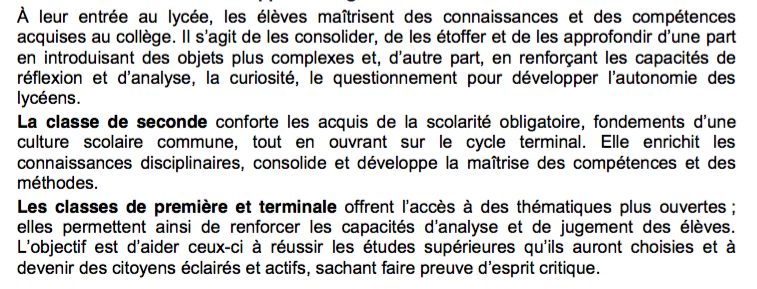 À leur entrée au lycée, les élèves maîtrisent des connaissances et des compétences
acquises au collège. Il s’agit de les consolider, de les étoffer et de les approfondir d’une part
en introduisant des objets plus complexes et, d’autre part, en renforçant les capacités de
réflexion et d’analyse, la curiosité, le questionnement pour développer l’autonomie des
lycéens.
La classe de seconde conforte les acquis de la scolarité obligatoire, fondements d’une
culture scolaire commune, tout en ouvrant sur le cycle terminal. Elle enrichit les
connaissances disciplinaires, consolide et développe la maîtrise des compétences et des
méthodes.
Les classes de première et terminale offrent l’accès à des thématiques plus ouvertes ;
elles permettent ainsi de renforcer les capacités d’analyse et de jugement des élèves.
L’objectif est d’aider ceux-ci à réussir les études supérieures qu’ils auront choisies et à
devenir des citoyens éclairés et actifs, sachant faire preuve d’esprit critique.